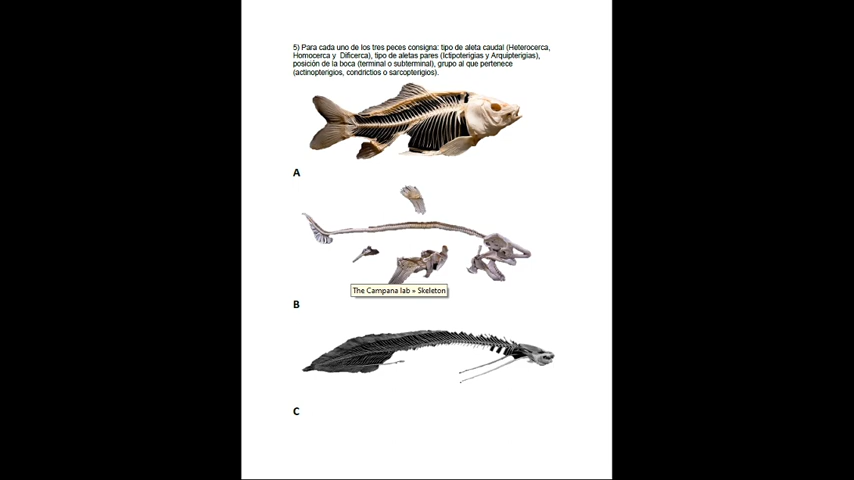 5) Para cada uno de los tres peces consigna: tipo de aleta caudal (Heterocerca,
Homocerca y Dificerca), tipo de aletas pares (Ictipoterigias y Arquipterigias),
posición de la boca (terminal o subterminal), grupo al que pertenece
(actinopterigios, condrictios o sarcopterigios).
A
The Campana lab » Skeleton
B
C